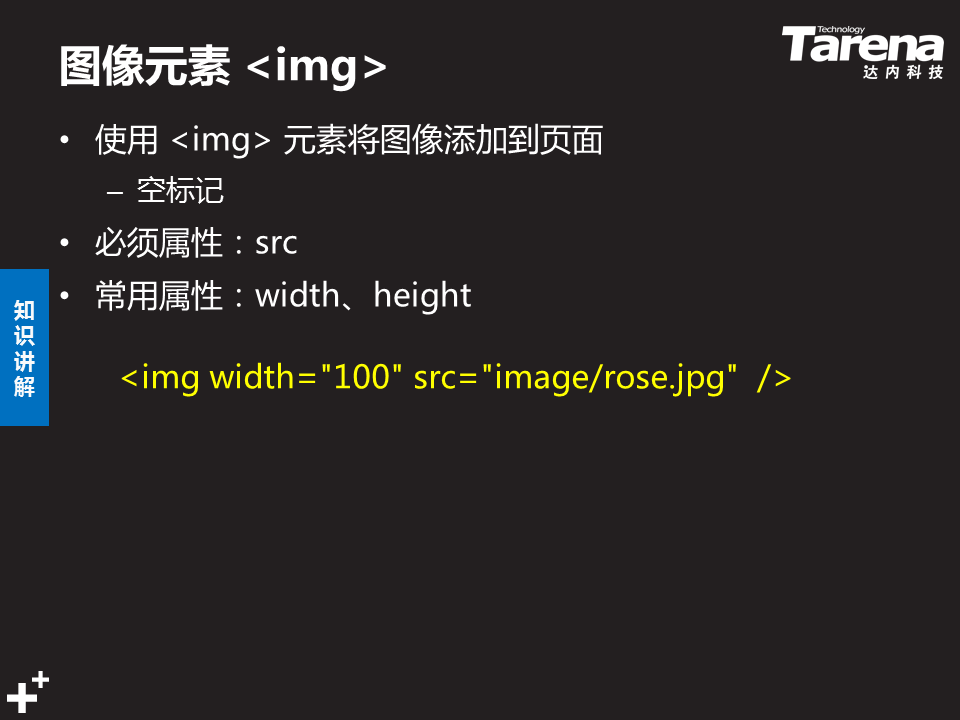 图像元素 <img>
Technology
Tarena
达内科技
• 使用 <img> 元素将图像添加到页面
– 空标记
• 必须属性：src
• 常用属性：width、height
知识讲解
<img width="100" src="image/rose.jpg"  />